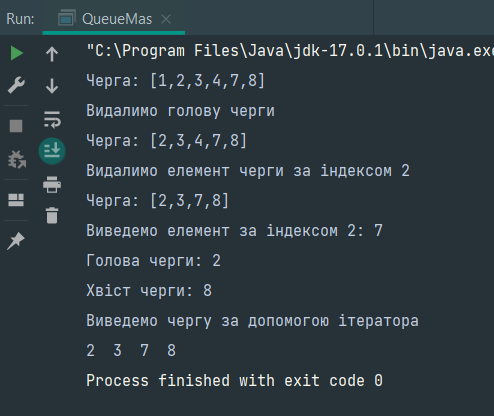 Run: QueueMas
"C:\Program Files\Java\jdk-17.0.1\bin\java.exe
Черга: [1,2,3,4,7,8]
Видалимо голову черги
Черга: [2,3,4,7,8]
Видалимо елемент черги за індексом 2
Черга: [2,3,7,8]
Виведемо елемент за індексом 2: 7
Голова черги: 2
Хвіст черги: 8
Виведемо чергу за допомогою ітератора
2  3  7  8
Process finished with exit code 0